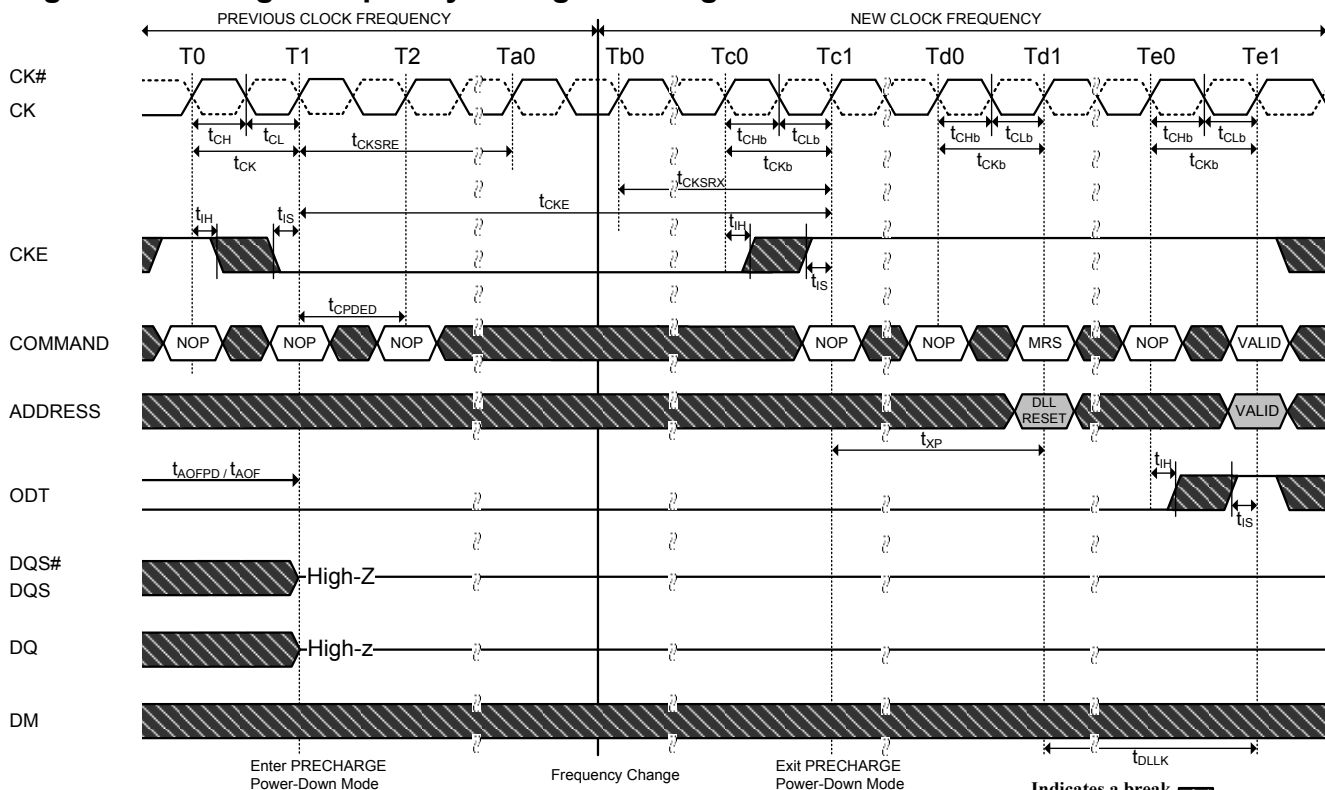 PREVIOUS CLOCK FREQUENCY NEW CLOCK FREQUENCY
T0 T1 T2 Ta0 Tb0 Tc0 Tc1 Td0 Td1 Te0 Te1
CK#
CK
tCH tCL tCHb tCLb tCHb tCLb tCHb tCLb
tCK tCKSRE tCKb tCKb tCKb
tCKSRX
tCKE
tIH tIS tIH
CKE
tIS
tCPDED
COMMAND NOP NOP NOP NOP NOP MRS NOP VALID
ADDRESS DLL RESET VALID
tXP
tAOFPD / tAOF tIH
ODT
tIS
DQS#
DQS High-Z
DQ High-z
DM
tDLLK
Enter PRECHARGE
Power-Down Mode
Frequency Change
Exit PRECHARGE
Power-Down Mode
Indicates a break